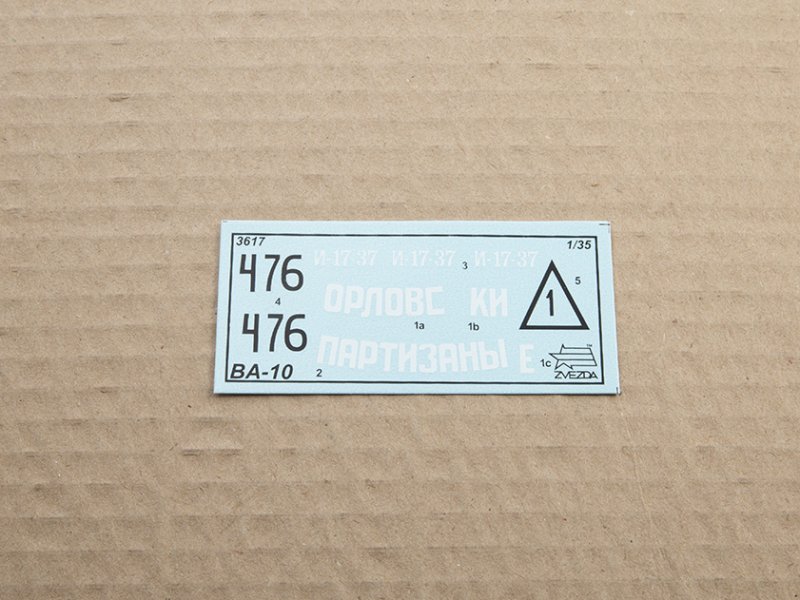 3617 1/35
И-17-37 И-17-37 И-17-37
476 3
4 5
1
ОРЛОВС КИ
476 1a 1b
ПАРТИЗАНЫ Е 1c
BA-10 2 ZVEZDA